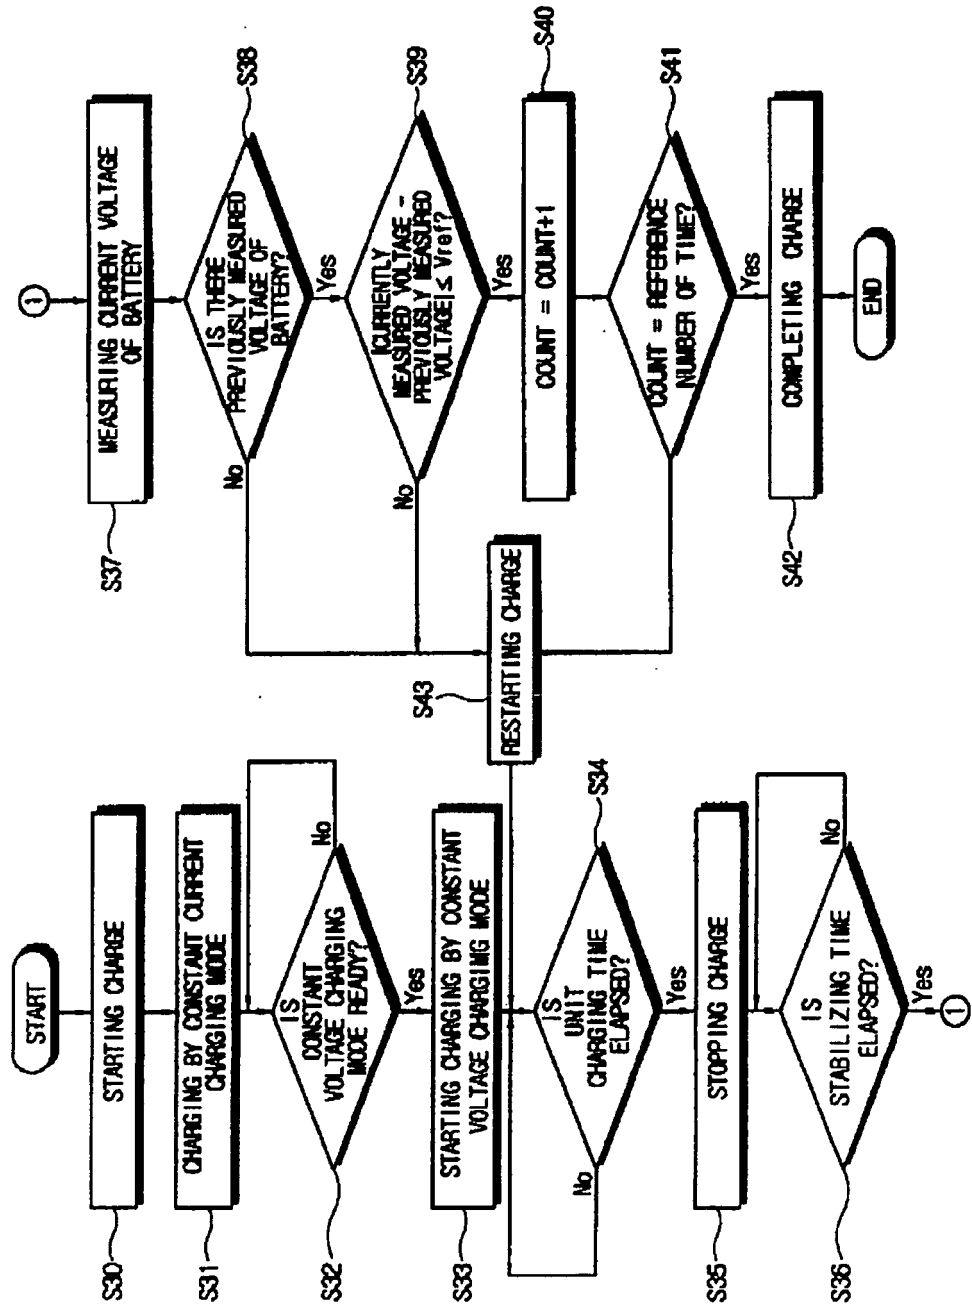 START
STARTING CHARGE
S30
CHARGING BY CONSTANT CURRENT
CHARGING MODE
S31
IS
CONSTANT
VOLTAGE CHARGING
MODE READY?
S32
No
Yes
STARTING CHARGING BY CONSTANT
VOLTAGE CHARGING MODE
S33
IS
UNIT
CHARGING TIME
ELAPSED?
S34
No
Yes
STOPPING CHARGE
S35
IS
STABILIZING TIME
ELAPSED?
S36
No
Yes
1
1
MEASURING CURRENT VOLTAGE
OF BATTERY
S37
IS THERE
PREVIOUSLY MEASURED
VOLTAGE OF
BATTERY?
S38
No
Yes
|CURRENTLY
MEASURED VOLTAGE -
PREVIOUSLY MEASURED
VOLTAGE|≤ Vref?
S39
No
Yes
COUNT = COUNT+1
S40
COUNT = REFERENCE
NUMBER OF TIME?
S41
Yes
COMPLETING CHARGE
S42
END
RESTARTING CHARGE
S43